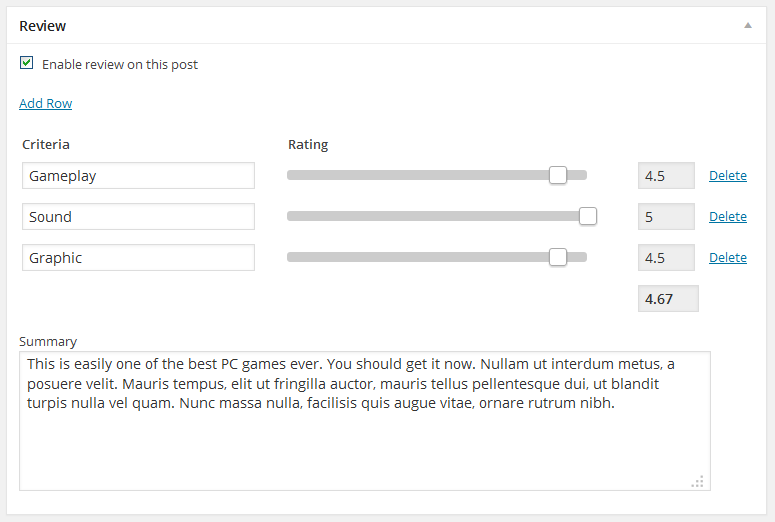 Review
Enable review on this post
Add Row
Criteria Rating
Gameplay 4.5 Delete
Sound 5 Delete
Graphic 4.5 Delete
4.67
Summary
This is easily one of the best PC games ever. You should get it now. Nullam ut interdum metus, a
posuere velit. Mauris tempus, elit ut fringilla auctor, mauris tellus pellentesque dui, ut blandit
turpis nulla vel quam. Nunc massa nulla, facilisis quis augue vitae, ornare rutrum nibh.